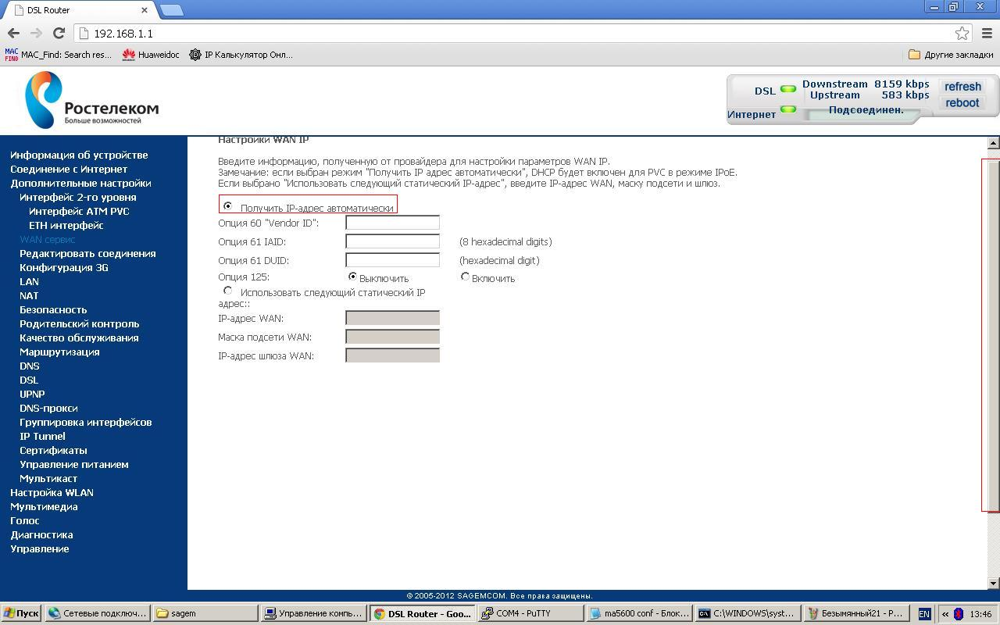 DSL Router
192.168.1.1
MAC FIND MAC_Find: Search res... Huaweidoc IP Калькулятор Онл... Другие закладки
Ростелеком
Больше возможностей
DSL Downstream 8159 kbps refresh
Upstream 583 kbps
Интернет Подсоединен. reboot
Информация об устройстве
Соединение с Интернет
Дополнительные настройки
Интерфейс 2-го уровня
Интерфейс ATM PVC
ETH интерфейс
WAN сервис
Редактировать соединения
Конфигурация 3G
LAN
NAT
Безопасность
Родительский контроль
Качество обслуживания
Маршрутизация
DNS
DSL
UPNP
DNS-прокси
Группировка интерфейсов
IP Tunnel
Сертификаты
Управление питанием
Мультикаст
Настройка WLAN
Мультимедиа
Голос
Диагностика
Управление
Настройки WAN IP
Введите информацию, полученную от провайдера для настройки параметров WAN IP.
Замечание: если выбран режим "Получить IP адрес автоматически", DHCP будет включен для PVC в режиме IPoE.
Если выбрано "Использовать следующий статический IP-адрес", введите IP-адрес WAN, маску подсети и шлюз.
Получить IP-адрес автоматически
Опция 60 "Vendor ID":
Опция 61 IAID: (8 hexadecimal digits)
Опция 61 DUID: (hexadecimal digit)
Опция 125: Выключить Включить
Использовать следующий статический IP
адрес::
IP-адрес WAN:
Маска подсети WAN:
IP-адрес шлюза WAN:
© 2005-2012 SAGEMCOM. Все права защищены.
Пуск Сетевые подключ... sagem Управление компь... DSL Router - Goo... COM4 - PuTTY ma5600 conf - Блок... C:\WINDOWS\syst... Безымянный21 - P... EN « 13:46